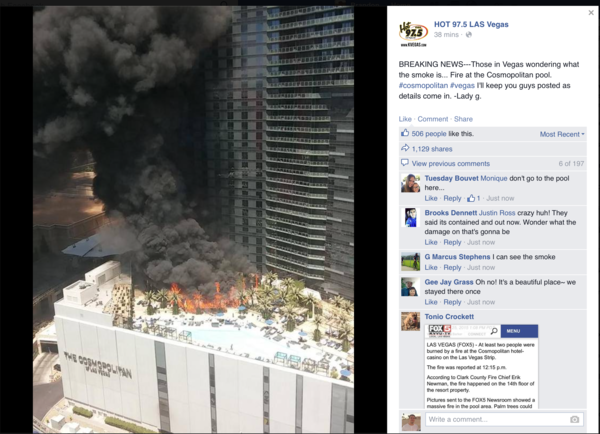 THE COSMOPOLITAN
OF LAS VEGAS
97.5
HOT 97.5 LAS Vegas
38 mins ·
BREAKING NEWS---Those in Vegas wondering what
the smoke is... Fire at the Cosmopolitan pool.
#cosmopolitan #vegas I'll keep you guys posted as
details come in. -Lady g.
Like · Comment · Share
506 people like this.
Most Recent
1,129 shares
View previous comments
6 of 197
Tuesday Bouvet Monique don't go to the pool
here...
Like · Reply · 1 · Just now
Brooks Dennett Justin Ross crazy huh! They
said its contained and out now. Wonder what the
damage on that's gonna be
Like · Reply · Just now
G Marcus Stephens I can see the smoke
Like · Reply · Just now
Gee Jay Grass Oh no! It's a beautiful place– we
stayed there once
Like · Reply · Just now
Tonio Crockett
FOX 5
MENU
LAS VEGAS (FOX5) - At least two people were
burned by a fire at the Cosmopolitan hotel-
casino on the Las Vegas Strip.
The fire was reported at 12:15 p.m.
According to Clark County Fire Chief Erik
Newman, the fire happened on the 14th floor of
the resort property.
Pictures sent to the FOX5 Newsroom showed a
massive fire in the pool area. Palm trees could
Write a comment...